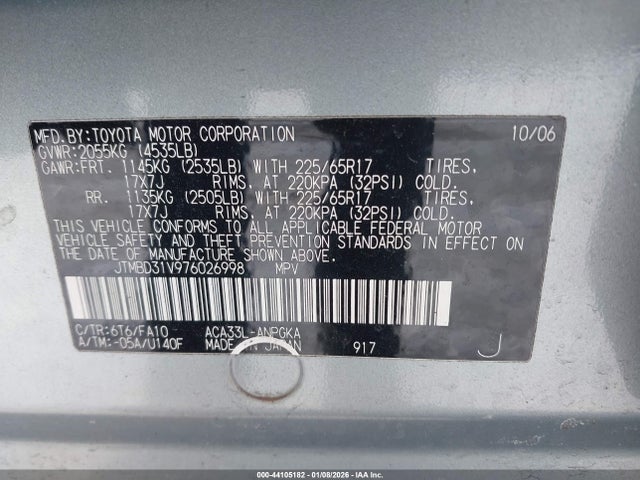 MFD.BY:TOYOTA MOTOR CORPORATION 10/06
GVWR:2055KG (4535LB)
GAWR:FRT. 1145KG (2535LB) WITH 225/65R17 TIRES,
17X7J RIMS, AT 220KPA (32PSI) COLD.
RR. 1135KG (2505LB) WITH 225/65R17 TIRES,
17X7J RIMS, AT 220KPA (32PSI) COLD.
THIS VEHICLE CONFORMS TO ALL APPLICABLE FEDERAL MOTOR
VEHICLE SAFETY AND THEFT PREVENTION STANDARDS IN EFFECT ON
THE DATE OF MANUFACTURE SHOWN ABOVE.
JTMBD31V976026998 MPV
C/TR:6T6/FA10 ACA33L-ANPGKA
A/TM:-05A/U140F MADE IN JAPAN 917 J
000-44105182 | 01/08/2026 | IAA Inc.